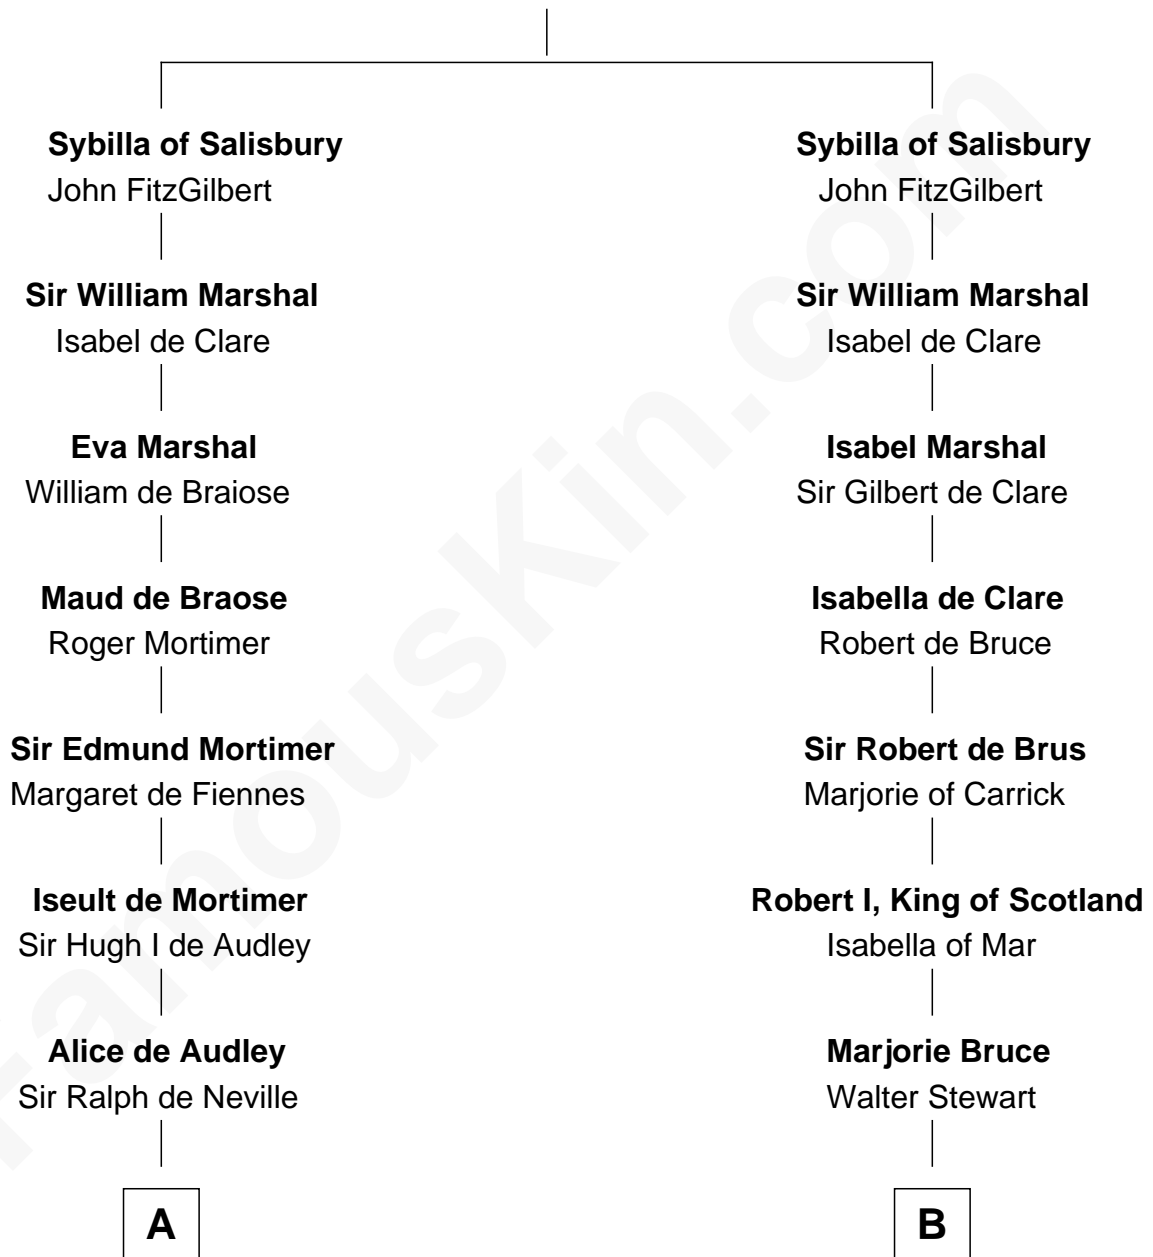 Sybilla of Salisbury
John FitzGilbert
Sir William Marshal
Isabel de Clare
Eva Marshal
William de Braiose
Maud de Braose
Roger Mortimer
Sir Edmund Mortimer
Margaret de Fiennes
Iseult de Mortimer
Sir Hugh I de Audley
Alice de Audley
Sir Ralph de Neville
A
Sybilla of Salisbury
John FitzGilbert
Sir William Marshal
Isabel de Clare
Isabel Marshal
Sir Gilbert de Clare
Isabella de Clare
Robert de Bruce
Sir Robert de Brus
Marjorie of Carrick
Robert I, King of Scotland
Isabella of Mar
Marjorie Bruce
Walter Stewart
B
FamousKin.com